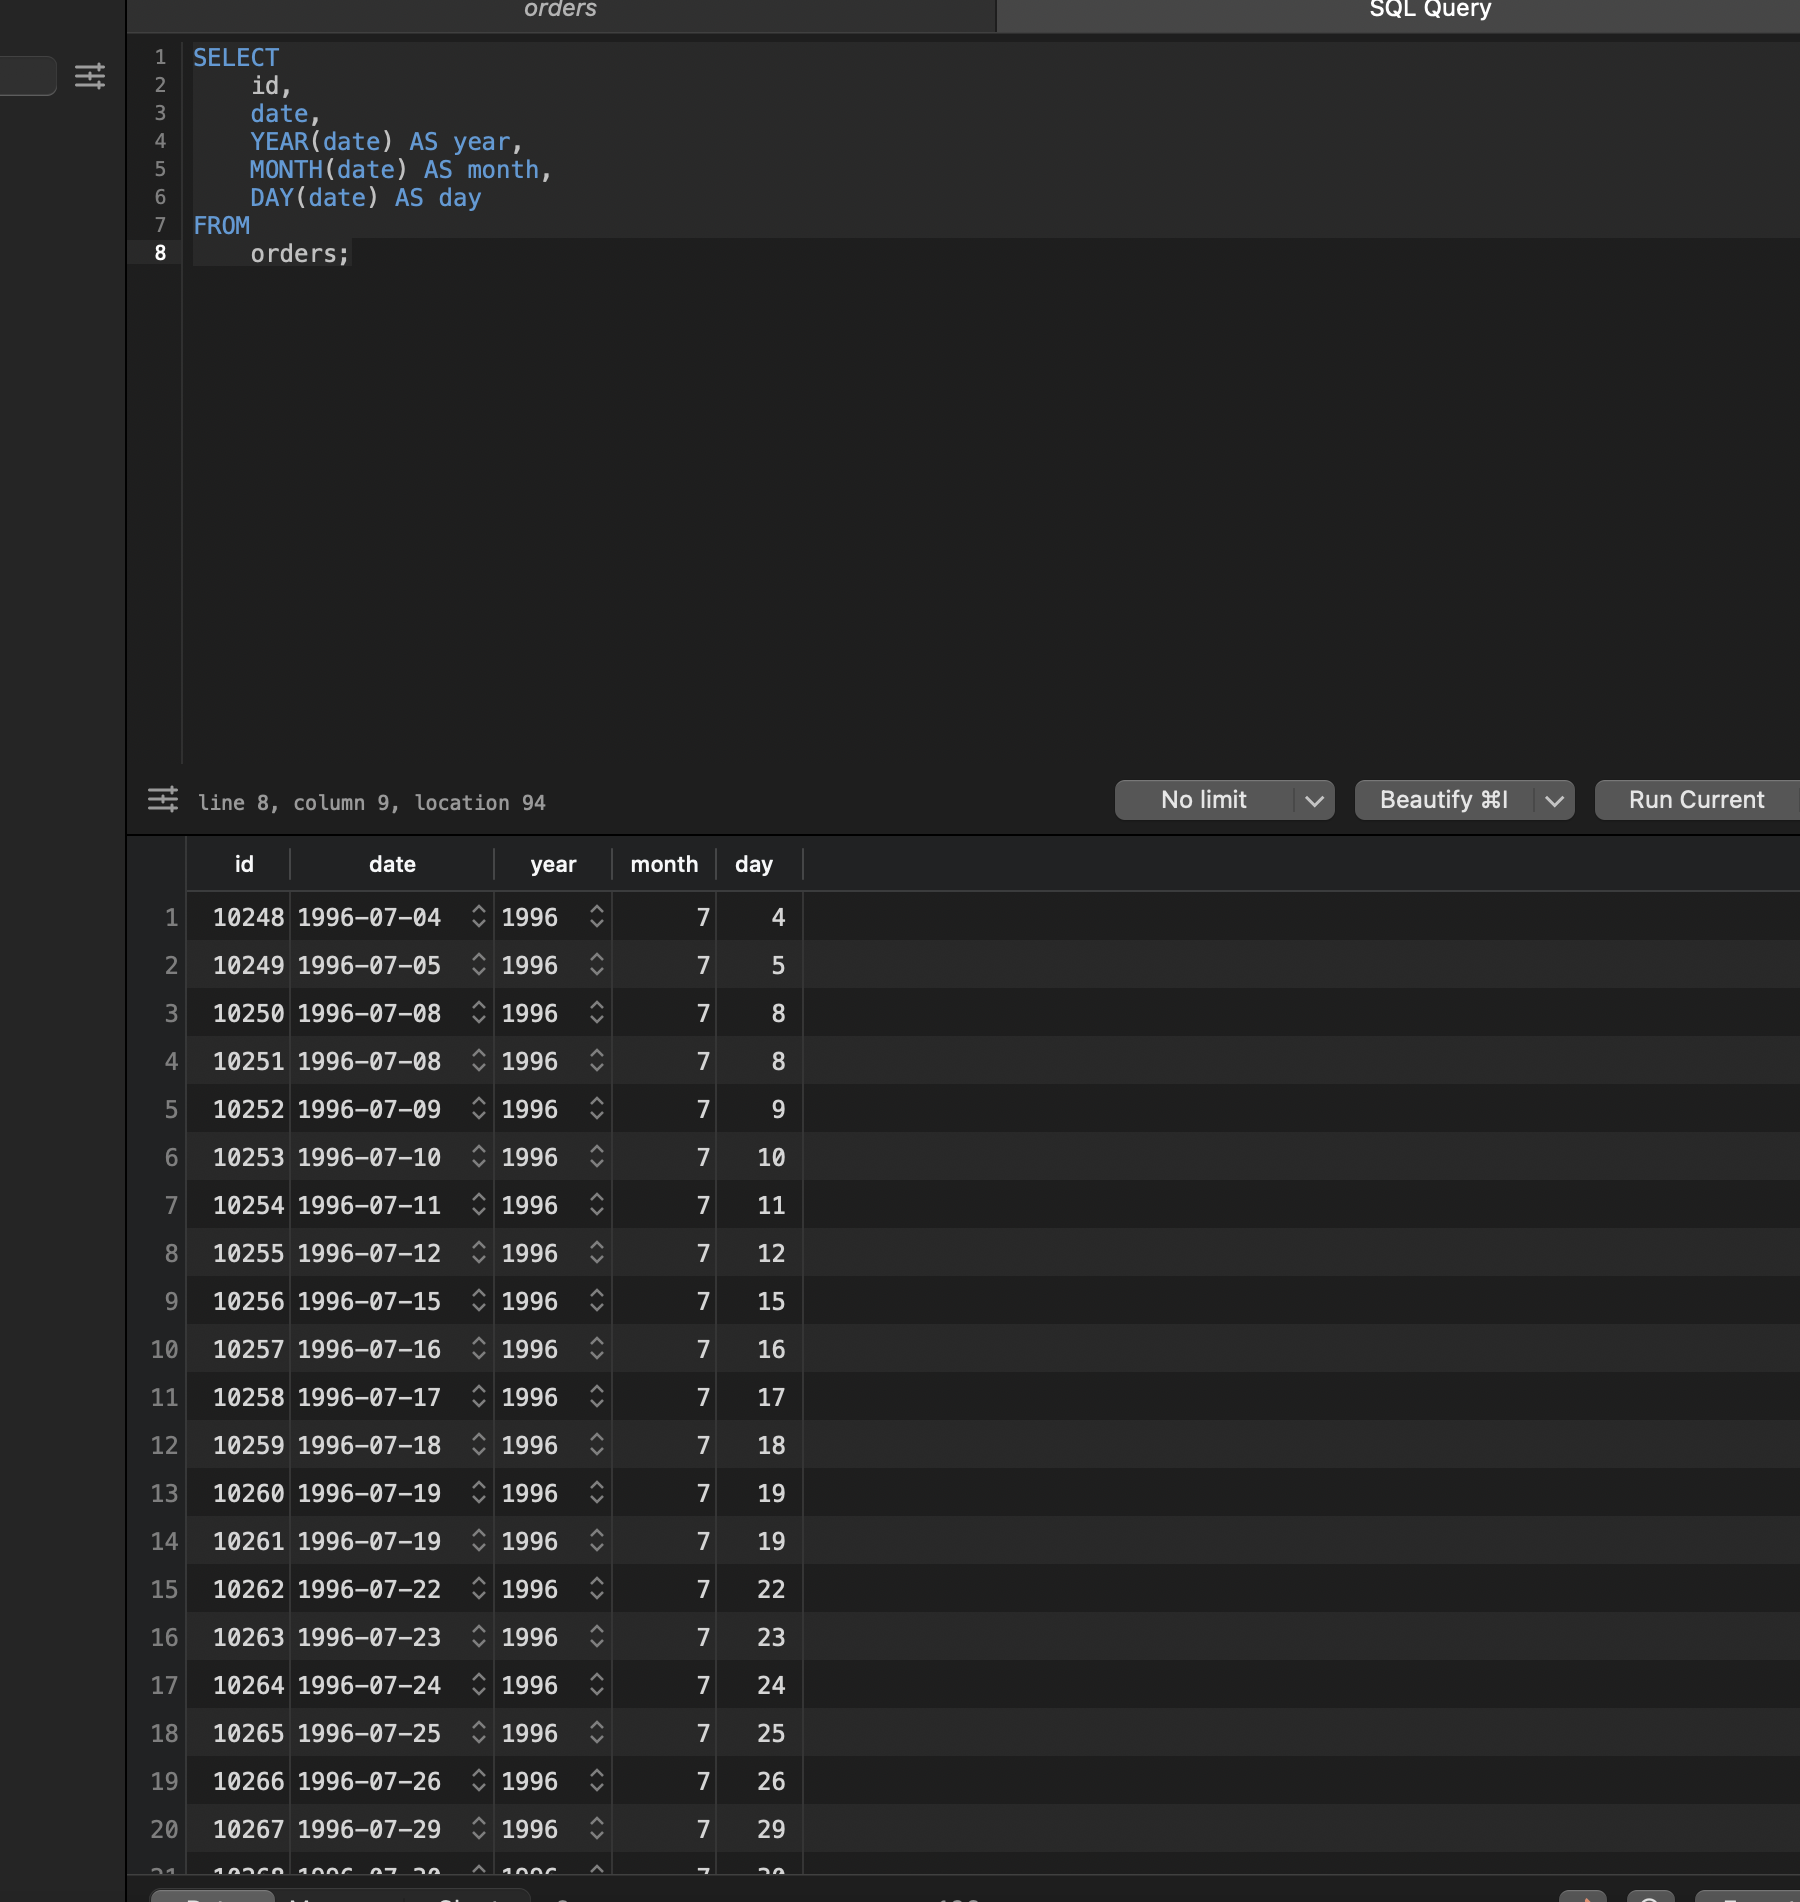 orders
SQL Query
1 SELECT
2 id,
3 date,
4 YEAR(date) AS year,
5 MONTH(date) AS month,
6 DAY(date) AS day
7 FROM
8 orders;
line 8, column 9, location 94
No limit
Beautify ⌘I
Run Current
id date year month day
1 10248 1996-07-04 1996 7 4
2 10249 1996-07-05 1996 7 5
3 10250 1996-07-08 1996 7 8
4 10251 1996-07-08 1996 7 8
5 10252 1996-07-09 1996 7 9
6 10253 1996-07-10 1996 7 10
7 10254 1996-07-11 1996 7 11
8 10255 1996-07-12 1996 7 12
9 10256 1996-07-15 1996 7 15
10 10257 1996-07-16 1996 7 16
11 10258 1996-07-17 1996 7 17
12 10259 1996-07-18 1996 7 18
13 10260 1996-07-19 1996 7 19
14 10261 1996-07-19 1996 7 19
15 10262 1996-07-22 1996 7 22
16 10263 1996-07-23 1996 7 23
17 10264 1996-07-24 1996 7 24
18 10265 1996-07-25 1996 7 25
19 10266 1996-07-26 1996 7 26
20 10267 1996-07-29 1996 7 29
21 10268 1996-07-30 1996 7 30